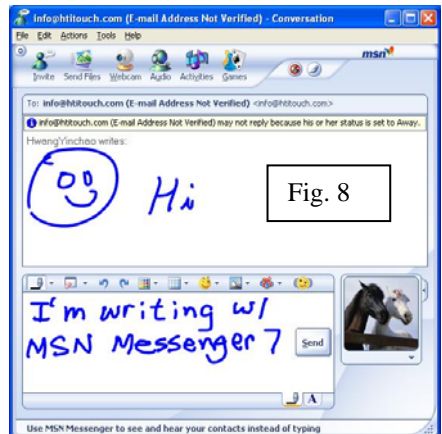 info@htitouch.com (E-mail Address Not Verified) - Conversation
File Edit Actions Tools Help
Invite Send Files Webcam Audio Activities Games
msn
To: info@htitouch.com (E-mail Address Not Verified) <info@htitouch.com>
info@htitouch.com (E-mail Address Not Verified) may not reply because his or her status is set to Away.
HwangYinchao writes:
Hi
Fig. 8
I'm writing w/
MSN Messenger 7
Send
A
Use MSN Messenger to see and hear your contacts instead of typing